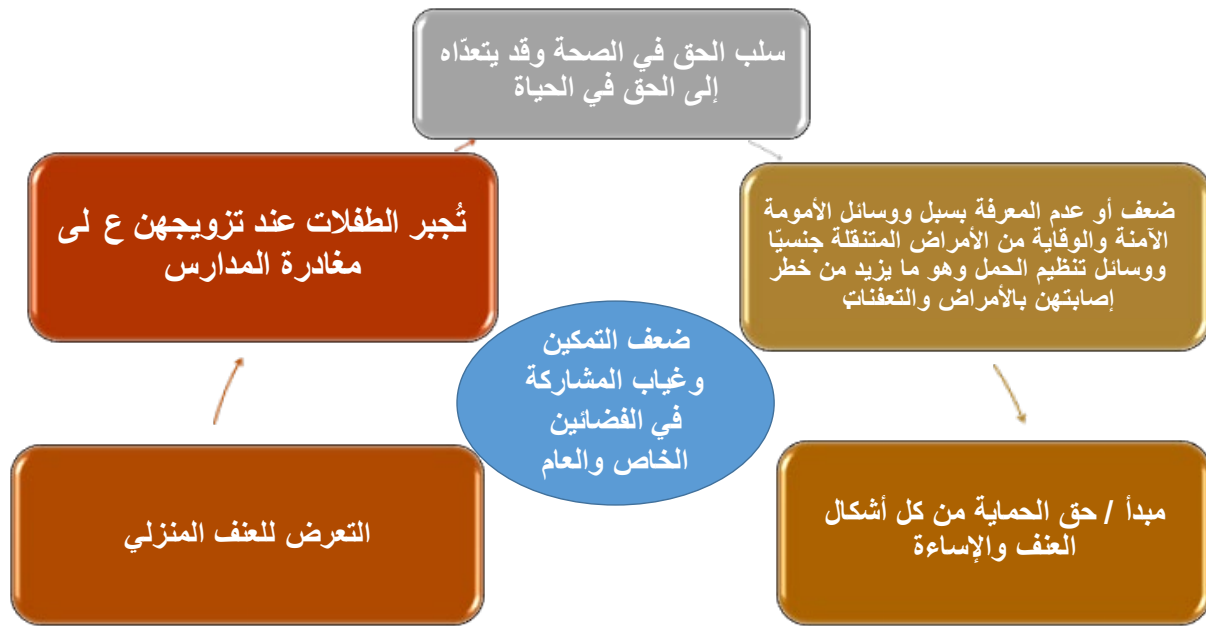 سلب الحق في الصحة وقد يتعدّاه
إلى الحق في الحياة
ضعف أو عدم المعرفة بسبل ووسائل الأمومة
الآمنة والوقاية من الأمراض المتنقلة جنسيّا
ووسائل تنظيم الحمل وهو ما يزيد من خطر
إصابتهن بالأمراض والتعفنات
مبدأ / حق الحماية من كل أشكال
العنف والإساءة
التعرض للعنف المنزلي
تُجبر الطفلات عند تزويجهن ع لى
مغادرة المدارس
ضعف التمكين
وغياب المشاركة
في الفضائين
الخاص والعام